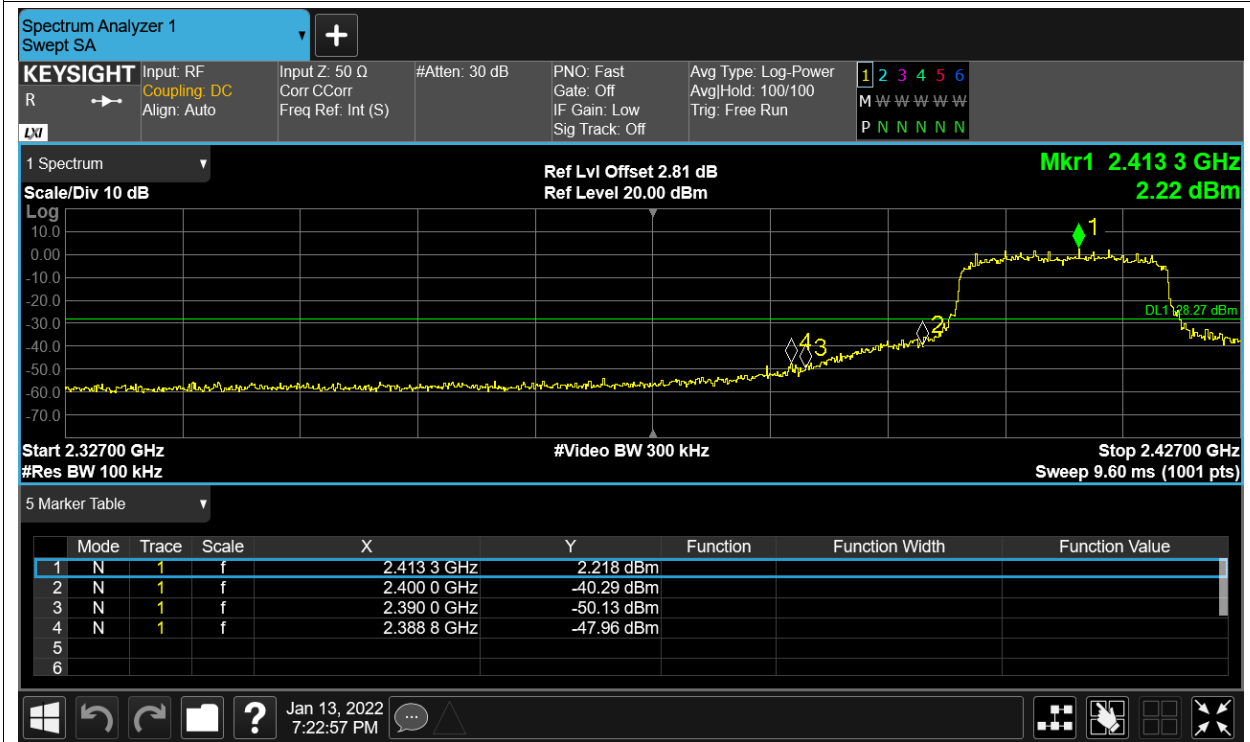 Spectrum Analyzer 1
Swept SA
KEYSIGHT Input: RF Input Z: 50 Ω #Atten: 30 dB PNO: Fast Avg Type: Log-Power 1 2 3 4 5 6
R Coupling: DC Corr CCorr Gate: Off Avg|Hold: 100/100 M W W W W W W
Align: Auto Freq Ref: Int (S) IF Gain: Low Trig: Free Run
LXI Sig Track: Off P N N N N N
1 Spectrum Ref Lvl Offset 2.81 dB Mkr1 2.413 3 GHz
Scale/Div 10 dB Ref Level 20.00 dBm 2.22 dBm
Log
10.0
0.00
-10.0
-20.0
-30.0
-40.0
-50.0
-60.0
-70.0
1
DL1 -28.27 dBm
2
4 3
Start 2.32700 GHz #Video BW 300 kHz Stop 2.42700 GHz
#Res BW 100 kHz Sweep 9.60 ms (1001 pts)
5 Marker Table
Mode Trace Scale X Y Function Function Width Function Value
1 N 1 f 2.413 3 GHz 2.218 dBm
2 N 1 f 2.400 0 GHz -40.29 dBm
3 N 1 f 2.390 0 GHz -50.13 dBm
4 N 1 f 2.388 8 GHz -47.96 dBm
5
6
? Jan 13, 2022
7:22:57 PM